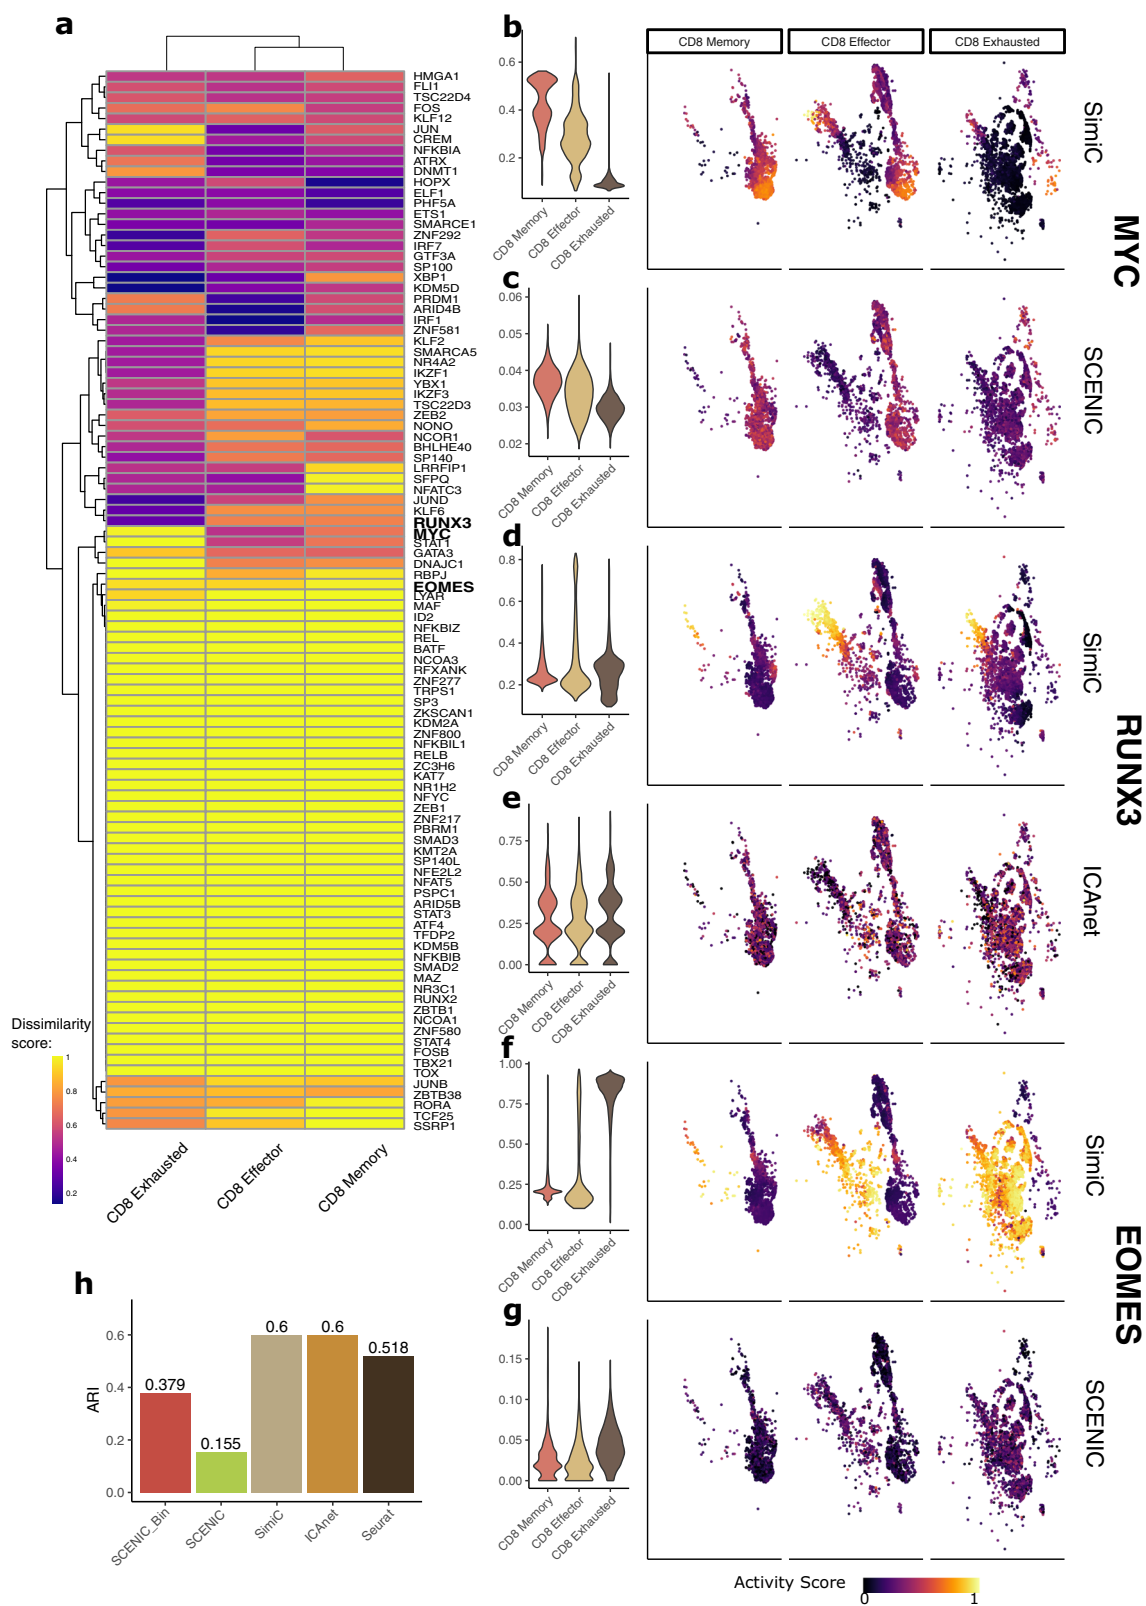 a
HMGA1
FLI1
TSC22D4
FOS
KLF12
JUN
CREM
NFKBIA
ATRX
DNMT1
HOPX
ELF1
PHF5A
ETS1
SMARCE1
ZNF292
IRF7
GTF3A
SP100
XBP1
KDM5D
PRDM1
ARID4B
IRF1
ZNF581
KLF2
SMARCA5
NR4A2
IKZF1
YBX1
IKZF3
TSC22D3
ZEB2
NONO
NCOR1
BHLHE40
SP140
LRRFIP1
SFPQ
NFATC3
JUND
KLF6
RUNX3
MYC
STAT1
GATA3
DNAJC1
RBPJ
EOMES
LYAR
MAF
ID2
NFKBIZ
REL
BATF
NCOA3
RFXANK
ZNF277
TRPS1
SP3
ZKSCAN1
KDM2A
ZNF800
NFKBIL1
RELB
ZC3H6
KAT7
NR1H2
NFYC
ZEB1
ZNF217
PBRM1
SMAD3
KMT2A
SP140L
NFE2L2
NFAT5
PSPC1
ARID5B
STAT3
ATF4
TFDP2
KDM5B
NFKBIB
SMAD2
MAZ
NR3C1
RUNX2
ZBTB1
NCOA1
ZNF580
STAT4
FOSB
TBX21
TOX
JUNB
ZBTB38
RORA
TCF25
SSRP1
CD8 Exhausted
CD8 Effector
CD8 Memory
Dissimilarity
score:
1
0.8
0.6
0.4
0.2
b
0.6
0.4
0.2
CD8 Memory
CD8 Effector
CD8 Exhausted
CD8 Memory
CD8 Effector
CD8 Exhausted
SimiC
MYC
c
0.06
0.05
0.04
0.03
0.02
CD8 Memory
CD8 Effector
CD8 Exhausted
SCENIC
d
0.8
0.6
0.4
0.2
CD8 Memory
CD8 Effector
CD8 Exhausted
SimiC
RUNX3
e
0.75
0.50
0.25
0.00
CD8 Memory
CD8 Effector
CD8 Exhausted
ICAnet
f
1.00
0.75
0.50
0.25
0.00
CD8 Memory
CD8 Effector
CD8 Exhausted
SimiC
EOMES
g
0.15
0.10
0.05
0.00
CD8 Memory
CD8 Effector
CD8 Exhausted
SCENIC
Activity Score
0
1
h
ARI
0.6
0.4
0.2
0.0
0.379
0.155
0.6
0.6
0.518
SCENIC_Bin
SCENIC
SimiC
ICAnet
Seurat